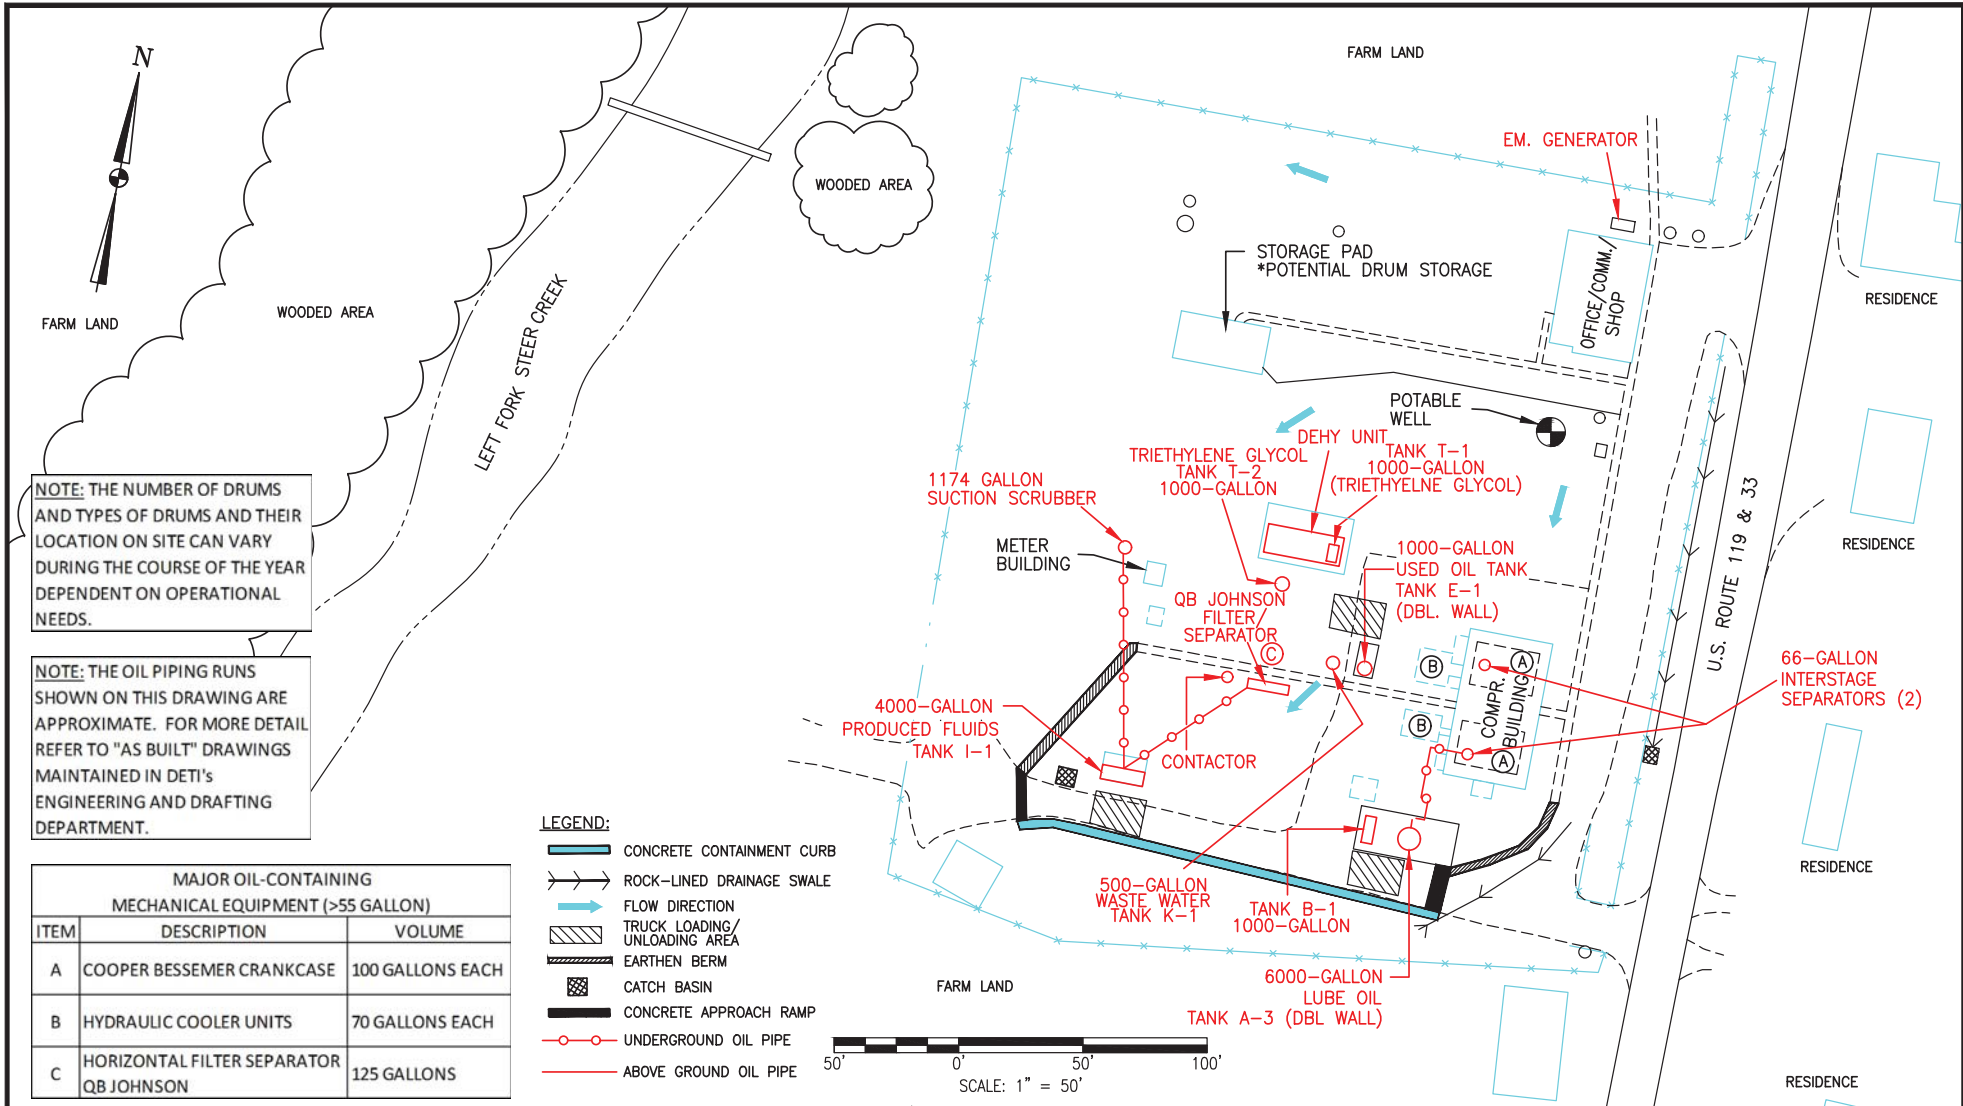 N
FARM LAND
WOODED AREA
WOODED AREA
LEFT FORK STEER CREEK
FARM LAND
EM. GENERATOR
OFFICE/COMM./
SHOP
STORAGE PAD
*POTENTIAL DRUM STORAGE
RESIDENCE
POTABLE
WELL
DEHY UNIT
TANK T-1
1000-GALLON
(TRIETHYELNE GLYCOL)
TRIETHYLENE GLYCOL
TANK T-2
1000-GALLON
1174 GALLON
SUCTION SCRUBBER
METER
BUILDING
1000-GALLON
USED OIL TANK
TANK E-1
(DBL. WALL)
QB JOHNSON
FILTER
SEPARATOR
C
U.S. ROUTE 119 & 33
RESIDENCE
A
B
COMPR.
BUILDING
B
A
66-GALLON
INTERSTAGE
SEPARATORS (2)
4000-GALLON
PRODUCED FLUIDS
TANK I-1
CONTACTOR
RESIDENCE
500-GALLON
WASTE WATER
TANK K-1
TANK B-1
1000-GALLON
6000-GALLON
LUBE OIL
TANK A-3 (DBL WALL)
FARM LAND
RESIDENCE
NOTE: THE NUMBER OF DRUMS
AND TYPES OF DRUMS AND THEIR
LOCATION ON SITE CAN VARY
DURING THE COURSE OF THE YEAR
DEPENDENT ON OPERATIONAL
NEEDS.
NOTE: THE OIL PIPING RUNS
SHOWN ON THIS DRAWING ARE
APPROXIMATE. FOR MORE DETAIL
REFER TO "AS BUILT" DRAWINGS
MAINTAINED IN DETI's
ENGINEERING AND DRAFTING
DEPARTMENT.
MAJOR OIL-CONTAINING
MECHANICAL EQUIPMENT (>55 GALLON)
ITEM DESCRIPTION VOLUME
A COOPER BESSEMER CRANKCASE 100 GALLONS EACH
B HYDRAULIC COOLER UNITS 70 GALLONS EACH
C HORIZONTAL FILTER SEPARATOR QB JOHNSON 125 GALLONS
LEGEND:
CONCRETE CONTAINMENT CURB
ROCK-LINED DRAINAGE SWALE
FLOW DIRECTION
TRUCK LOADING/
UNLOADING AREA
EARTHEN BERM
CATCH BASIN
CONCRETE APPROACH RAMP
UNDERGROUND OIL PIPE
ABOVE GROUND OIL PIPE
50' 0' 50' 100'
SCALE: 1" = 50'